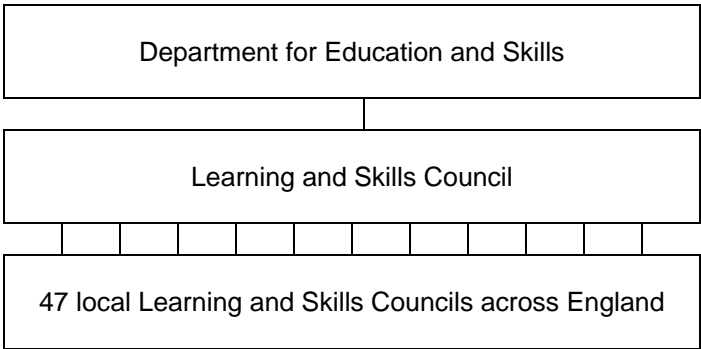 Department for Education and Skills
Learning and Skills Council
47 local Learning and Skills Councils across England